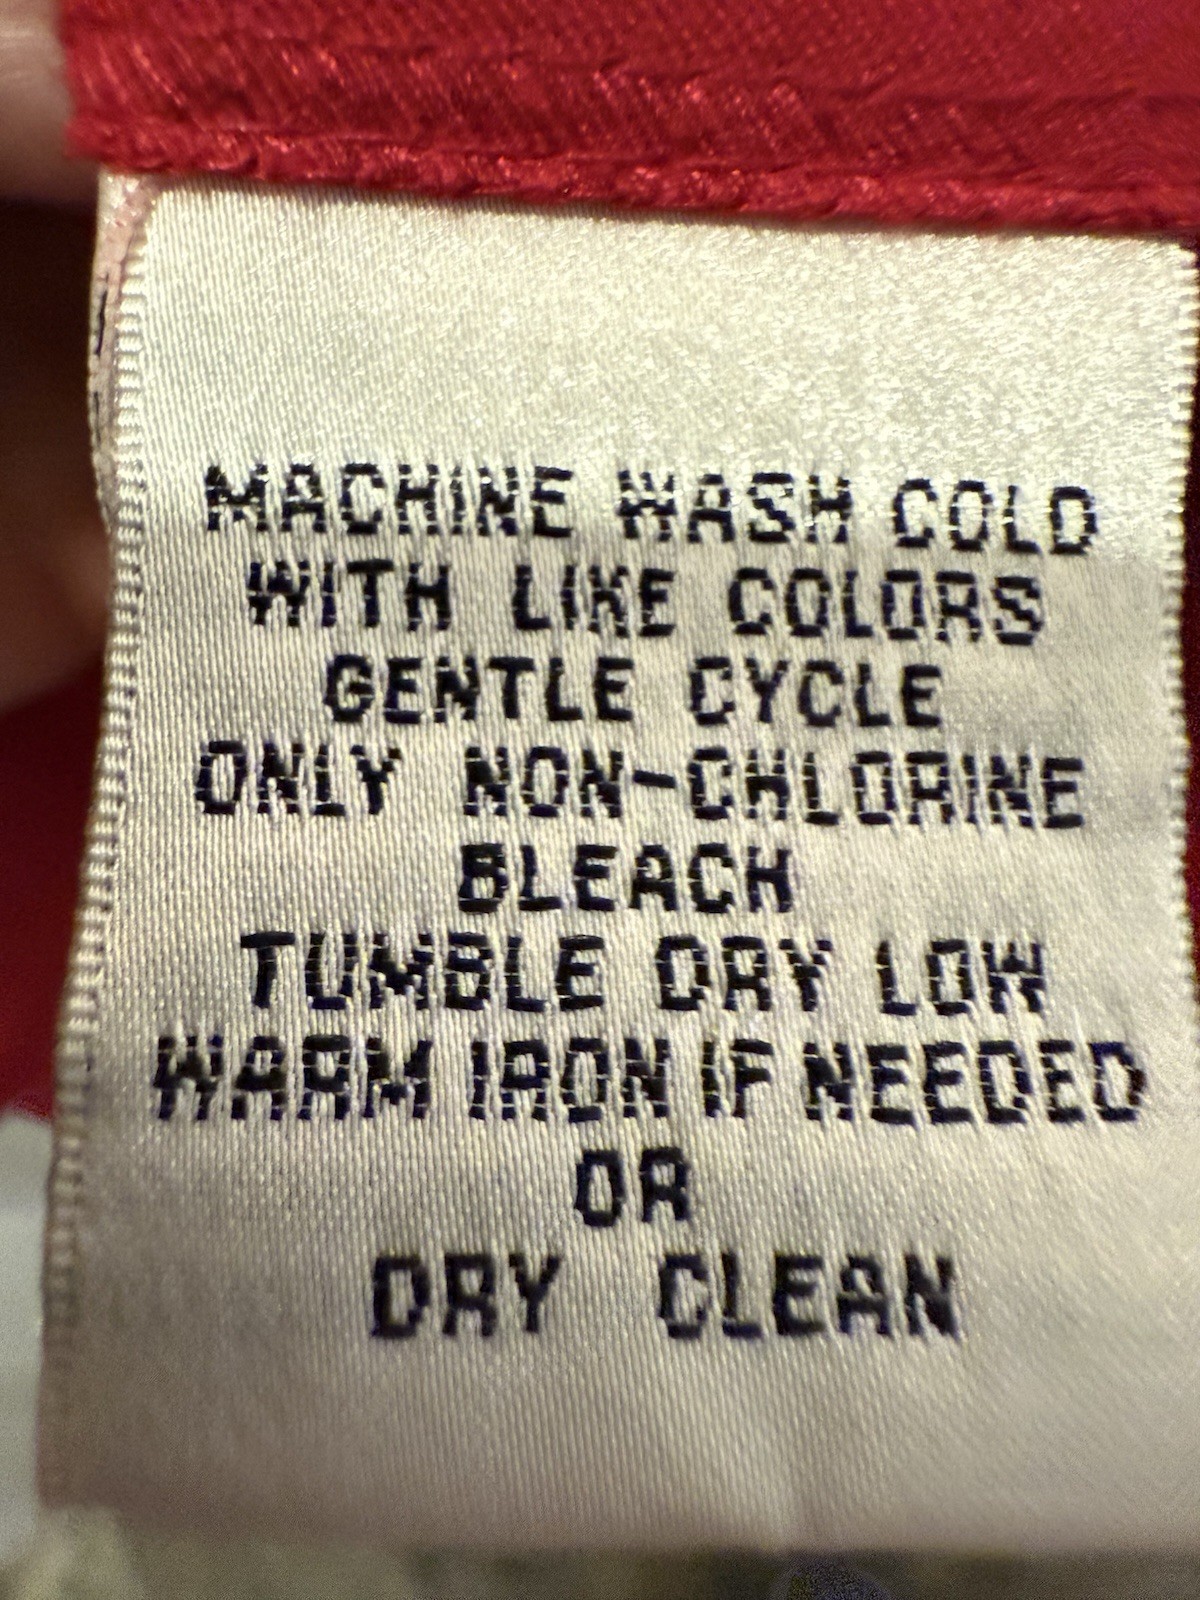 MACHINE WASH COLD
WITH LIKE COLORS
GENTLE CYCLE
ONLY NON-CHLORINE
BLEACH
TUMBLE DRY LOW
WARM IRON IF NEEDED
OR
DRY CLEAN